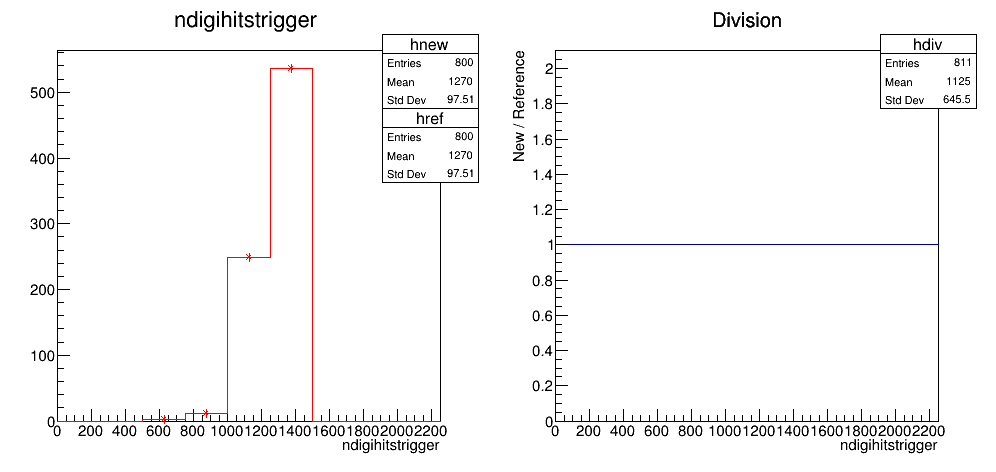 ndigihitstrigger
hnew
Entries 800
Mean 1270
Std Dev 97.51
href
Entries 800
Mean 1270
Std Dev 97.51
500
400
300
200
100
0
0 200 400 600 800 1000 1200 1400 1600 1800 2000 2200
ndigihitstrigger
Division
hdiv
Entries 811
Mean 1125
Std Dev 645.5
New / Reference
2
1.8
1.6
1.4
1.2
1
0.8
0.6
0.4
0.2
0
0 200 400 600 800 1000 1200 1400 1600 1800 2000 2200
ndigihitstrigger